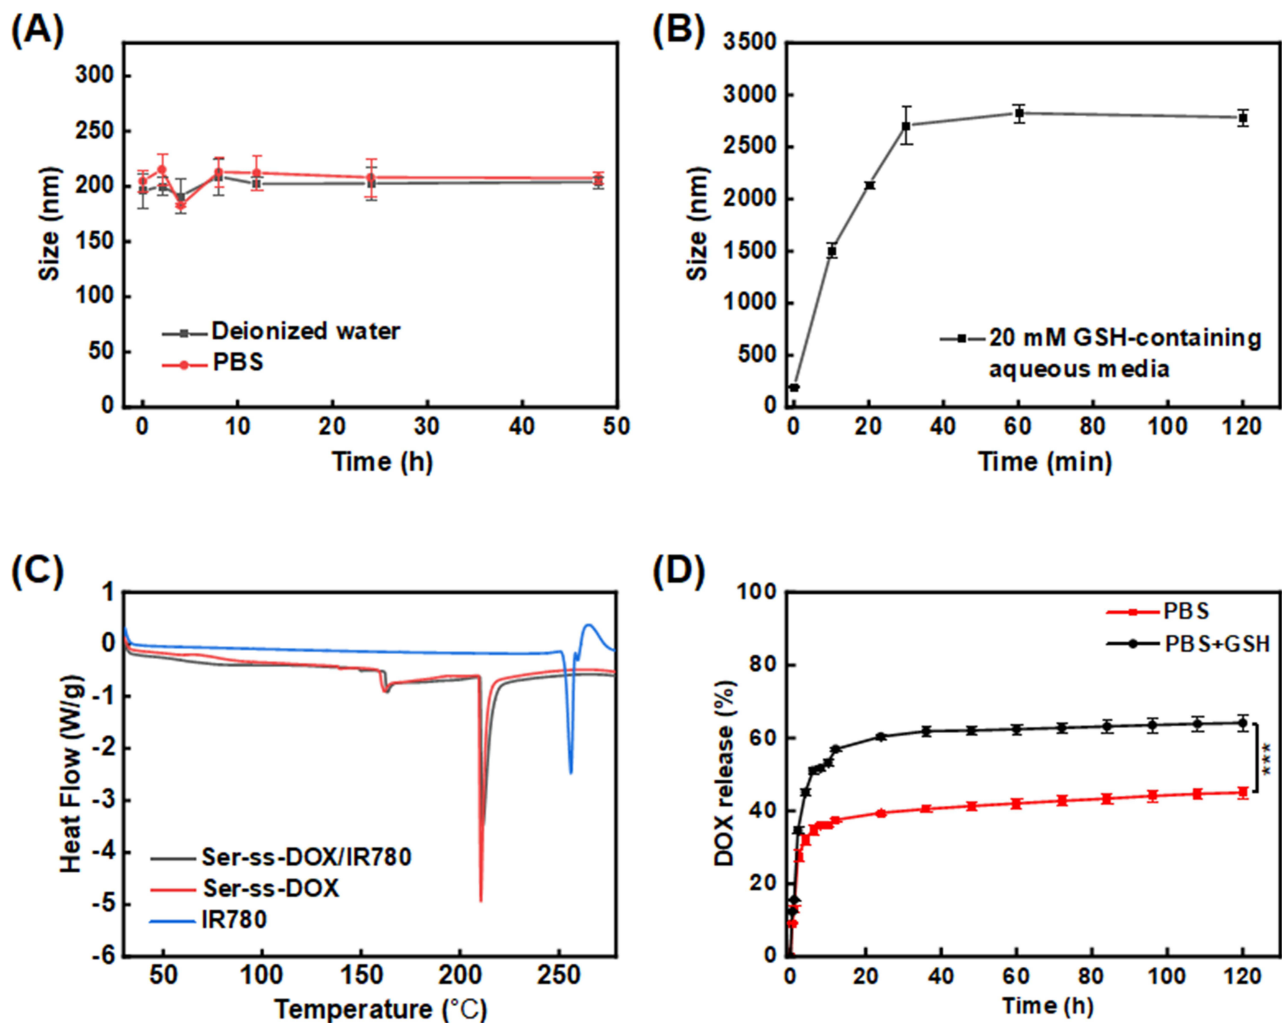 (A)
300
250
200
150
100
50
0
Size (nm)
Deionized water
PBS
0 10 20 30 40 50
Time (h)
(B)
3500
3000
2500
2000
1500
1000
500
0
Size (nm)
20 mM GSH-containing
aqueous media
0 20 40 60 80 100 120
Time (min)
(C)
1
0
-1
-2
-3
-4
-5
-6
Heat Flow (W/g)
Ser-ss-DOX/IR780
Ser-ss-DOX
IR780
50 100 150 200 250
Temperature (°C)
(D)
100
80
60
40
20
0
DOX release (%)
PBS
PBS+GSH
***
0 20 40 60 80 100 120
Time (h)